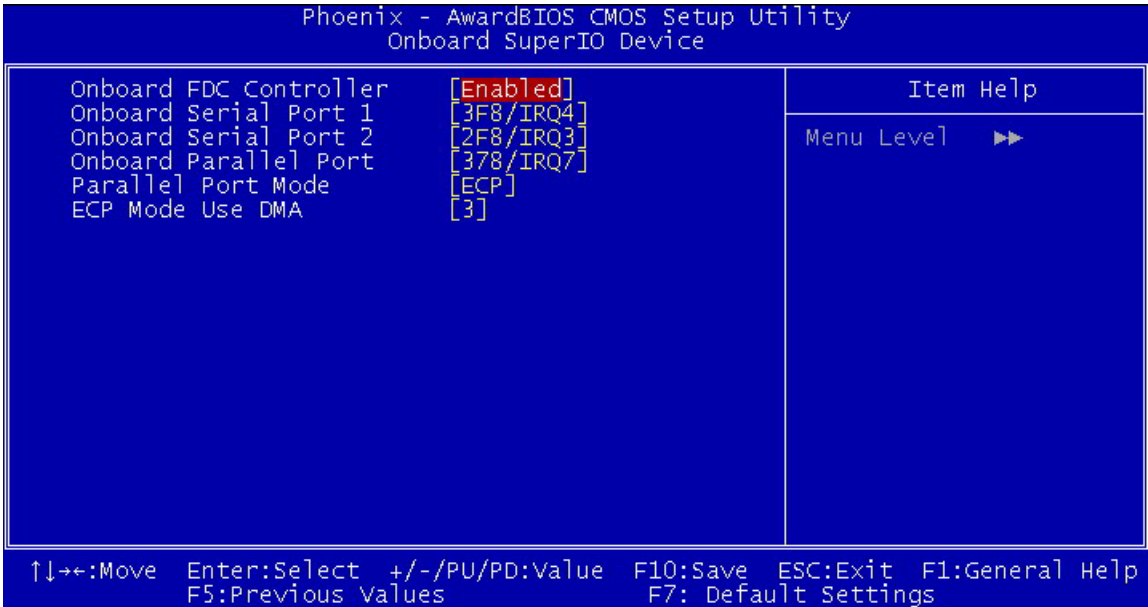 Phoenix - AwardBIOS CMOS Setup Utility
Onboard SuperIO Device
Onboard FDC Controller [Enabled]
Onboard Serial Port 1 [3F8/IRQ4]
Onboard Serial Port 2 [2F8/IRQ3]
Onboard Parallel Port [378/IRQ7]
Parallel Port Mode [ECP]
ECP Mode Use DMA [3]
Item Help
Menu Level ▶▶
↑↓→←:Move Enter:Select +/-/PU/PD:Value F10:Save ESC:Exit F1:General Help
F5:Previous Values F7: Default Settings